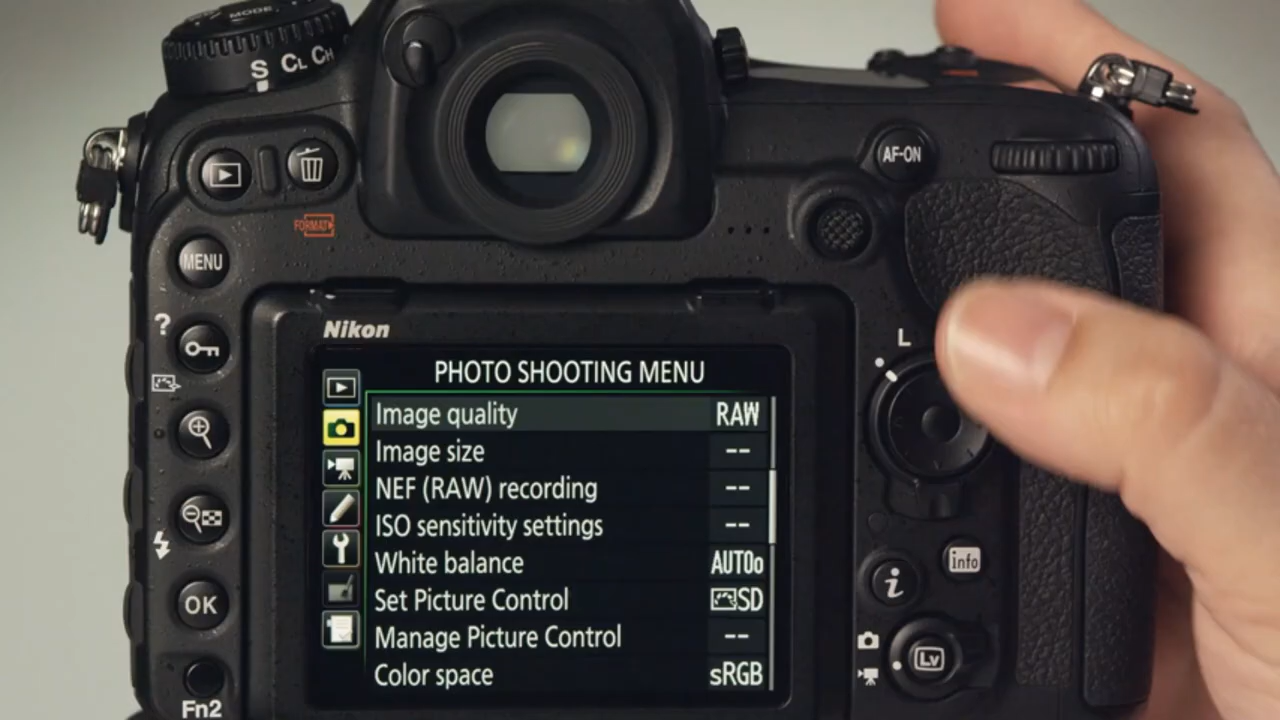 MODE
S CL CH
AF-ON
FORMAT
MENU
?
L
Nikon
PHOTO SHOOTING MENU
Image quality RAW
Image size --
NEF (RAW) recording --
ISO sensitivity settings --
White balance AUTO0
Set Picture Control SD
Manage Picture Control --
Color space sRGB
OK
info
i
Lv
Fn2